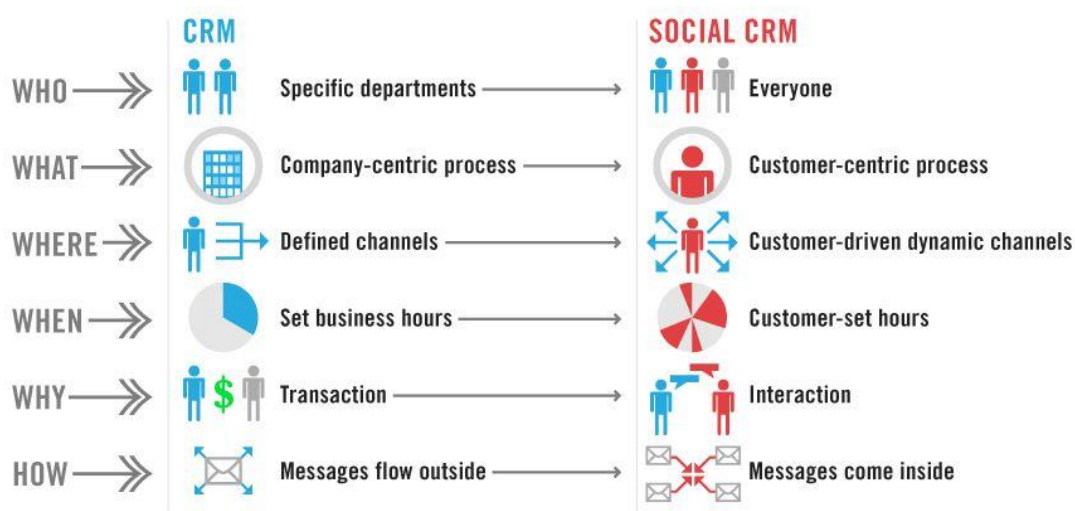 CRM SOCIAL CRM
WHO Specific departments Everyone
WHAT Company-centric process Customer-centric process
WHERE Defined channels Customer-driven dynamic channels
WHEN Set business hours Customer-set hours
WHY $ Transaction Interaction
HOW Messages flow outside Messages come inside